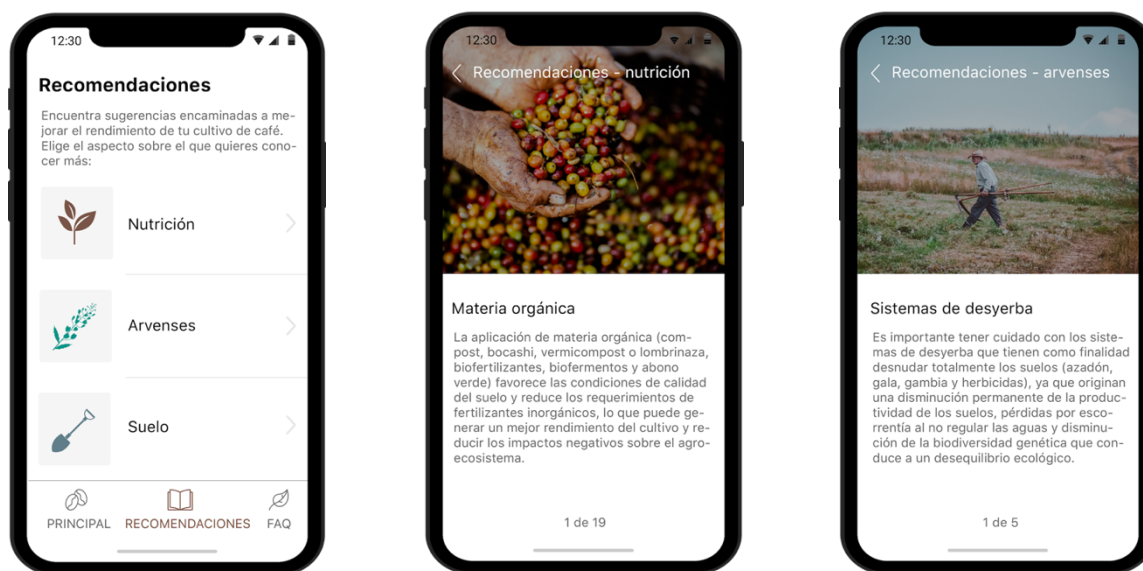 12:30
Recomendaciones
Encuentra sugerencias encaminadas a me-
jorar el rendimiento de tu cultivo de café.
Elige el aspecto sobre el que quieres cono-
cer más:
Nutrición
Arvenses
Suelo
PRINCIPAL
RECOMENDACIONES
FAQ
12:30
Recomendaciones - nutrición
Materia orgánica
La aplicación de materia orgánica (com-
post, bocashi, vermicompost o lombrinaza,
biofertilizantes, biofermentos y abono
verde) favorece las condiciones de calidad
del suelo y reduce los requerimientos de
fertilizantes inorgánicos, lo que puede ge-
nerar un mejor rendimiento del cultivo y re-
ducir los impactos negativos sobre el agro-
ecosistema.
1 de 19
12:30
Recomendaciones - arvenses
Sistemas de desyerba
Es importante tener cuidado con los siste-
mas de desyerba que tienen como finalidad
desnudar totalmente los suelos (azadón,
gala, gambia y herbicidas), ya que originan
una disminución permanente de la produc-
tividad de los suelos, pérdidas por esco-
rrentía al no regular las aguas y disminu-
ción de la biodiversidad genética que con-
duce a un desequilibrio ecológico.
1 de 5